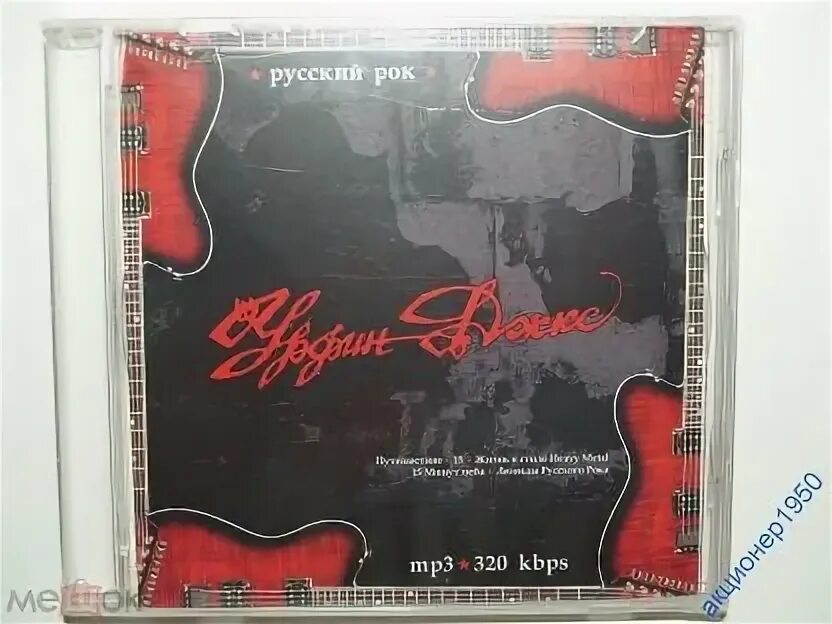 русский рок
Урфин Джюс
Путешествие · 15 · Жизнь в стиле Heavy Metal
15 Минут Легенды Русского Рока
mp3 ★ 320 kbps
акционер1950
мешок